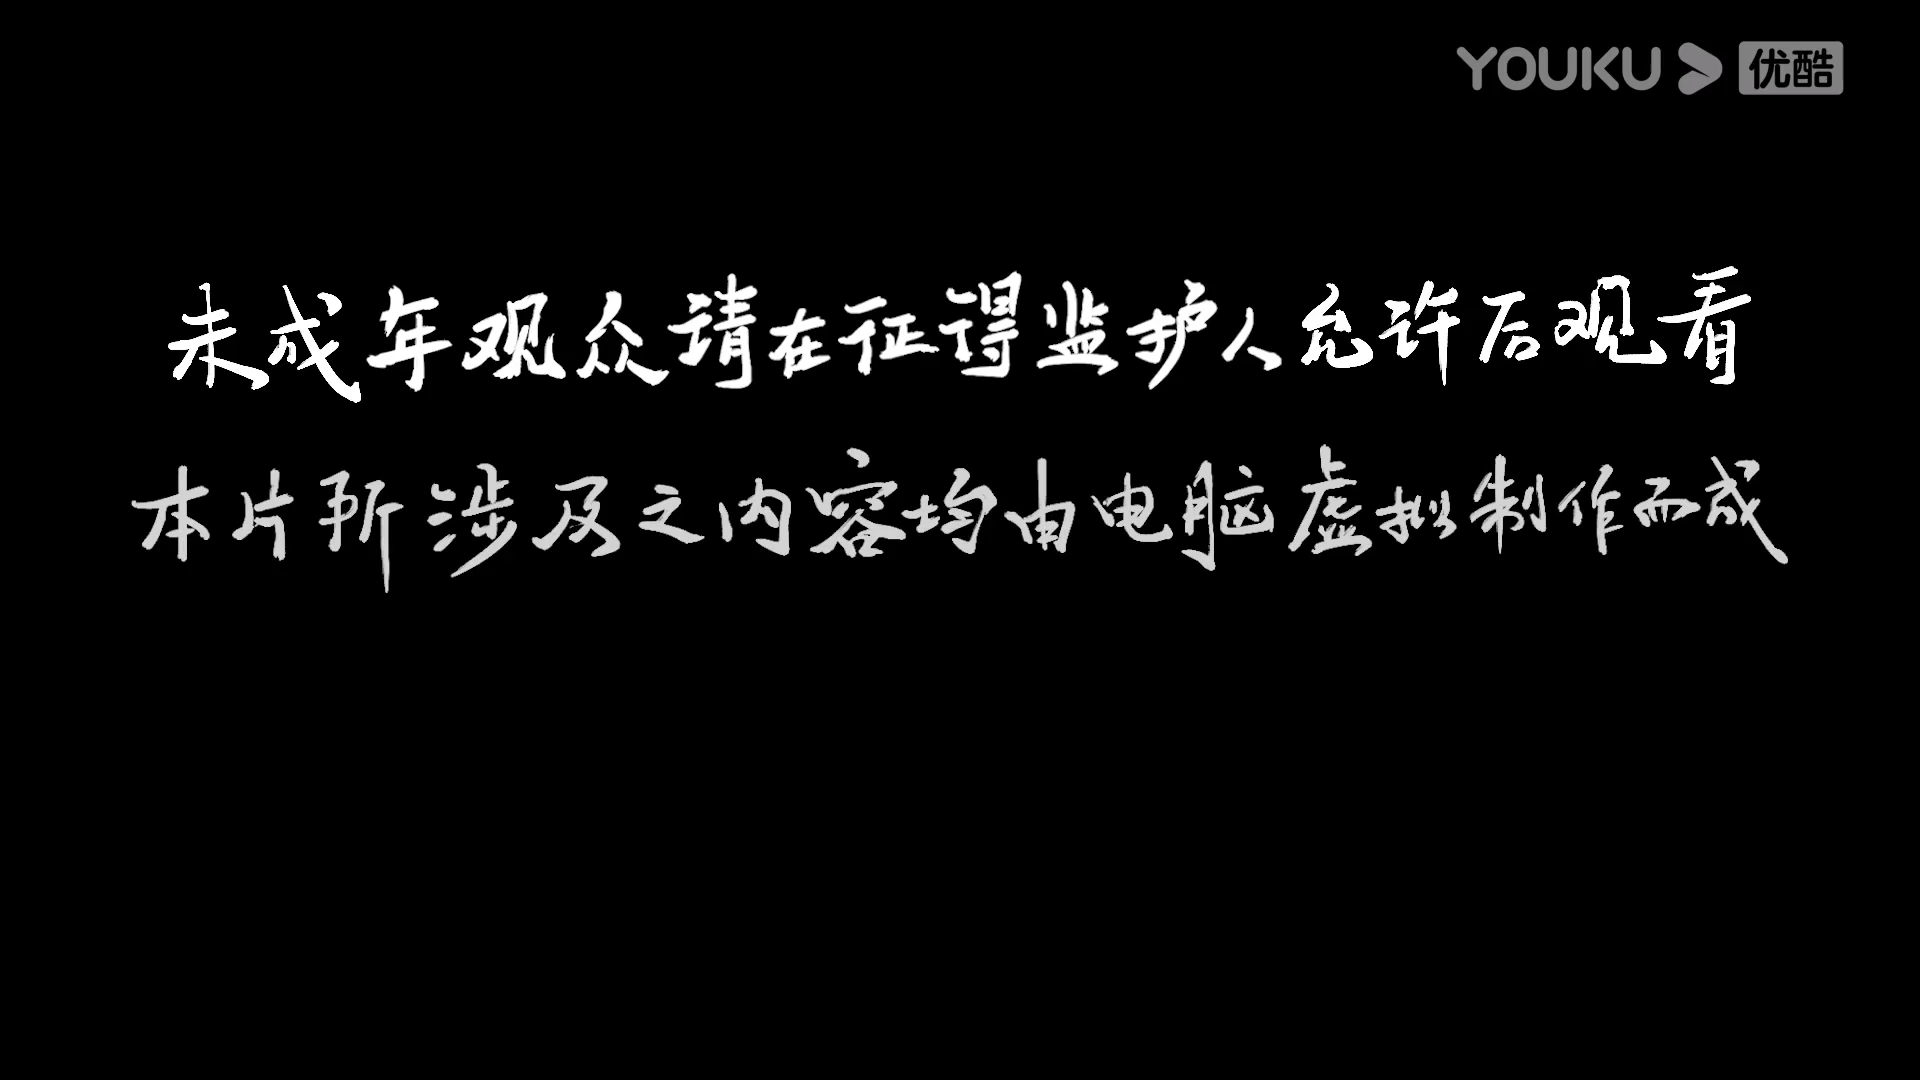 YOUKU 优酷
未成年观众请在征得监护人允许后观看
本片所涉及之内容均由电脑虚拟制作而成